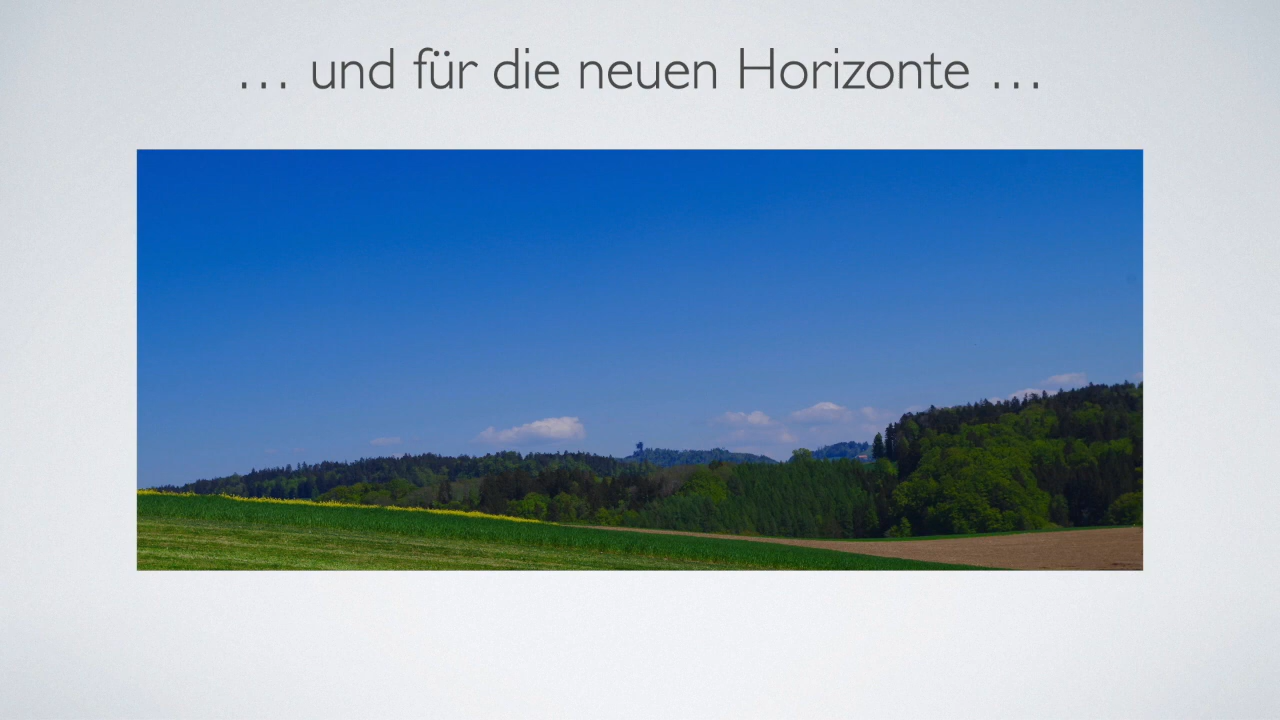 … und für die neuen Horizonte …